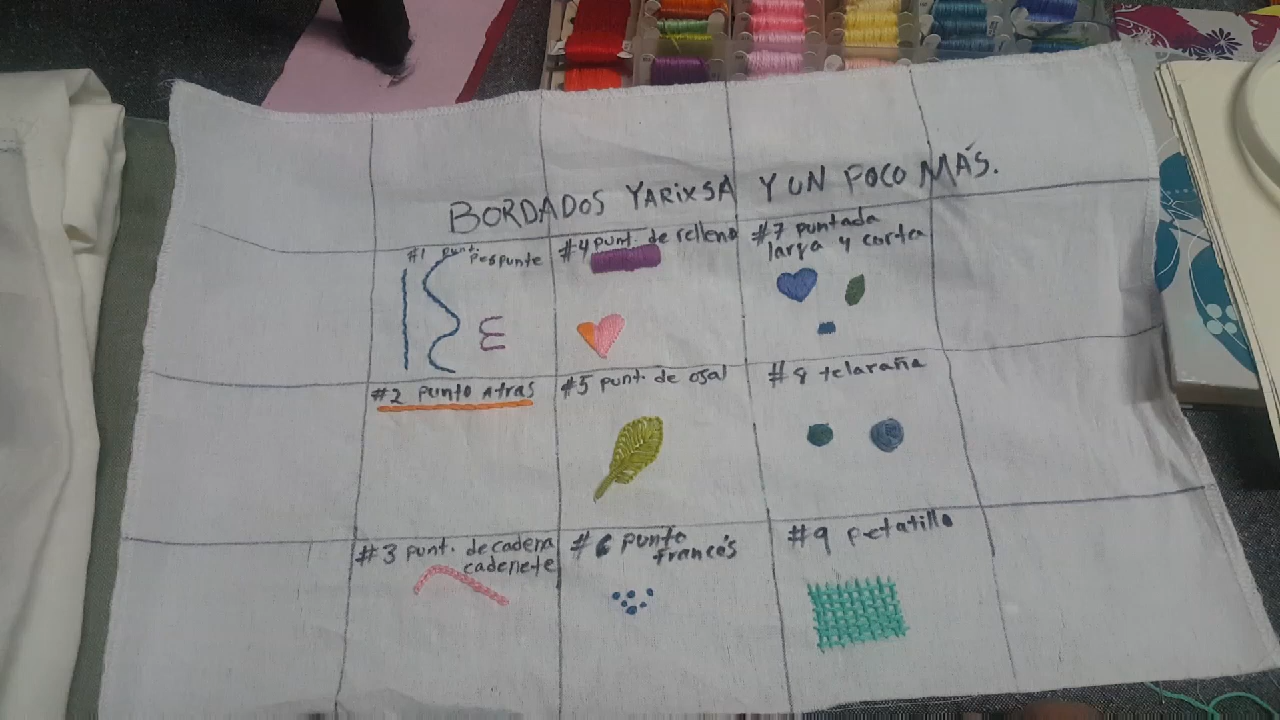 BORDADOS YARIXSA Y UN POCO MÁS.
#1 punt. Pespunte
#2 punto Atras
#3 punt. de cadena
cadenete
#4 punt. de relleno
#5 punt. de ojal
#6 punto
francés
#7 puntada
larga y corta
#8 telaraña
#9 petatillo